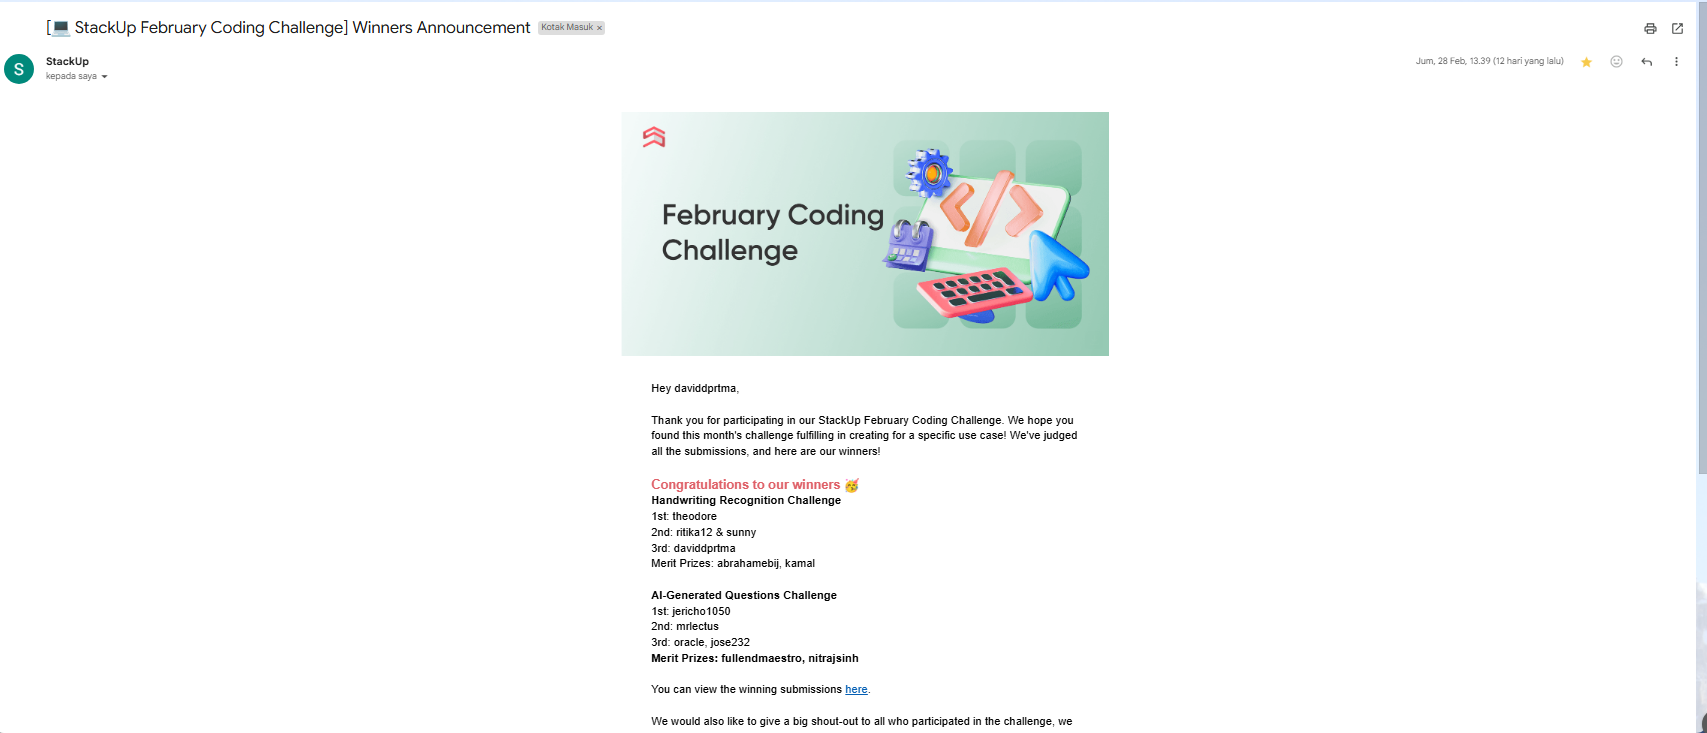 [💻 StackUp February Coding Challenge] Winners Announcement Kotak Masuk ×
S
StackUp
kepada saya
Jum, 28 Feb, 13.39 (12 hari yang lalu)
February Coding
Challenge
Hey daviddprtma,
Thank you for participating in our StackUp February Coding Challenge. We hope you
found this month's challenge fulfilling in creating for a specific use case! We've judged
all the submissions, and here are our winners!
Congratulations to our winners 🥳
Handwriting Recognition Challenge
1st: theodore
2nd: ritika12 & sunny
3rd: daviddprtma
Merit Prizes: abrahamebij, kamal
AI-Generated Questions Challenge
1st: jericho1050
2nd: mrlectus
3rd: oracle, jose232
Merit Prizes: fullendmaestro, nitrajsinh
You can view the winning submissions here.
We would also like to give a big shout-out to all who participated in the challenge, we